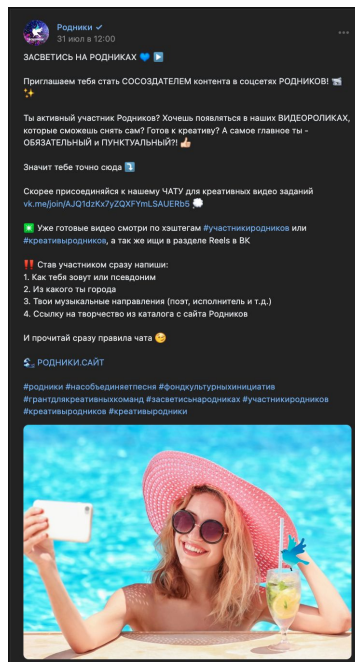 Родники
31 июл в 12:00
ЗАСВЕТИСЬ НА РОДНИКАХ 💙 ▶️
Приглашаем тебя стать СОСОЗДАТЕЛЕМ контента в соцсетях РОДНИКОВ! 📹
✨
Ты активный участник Родников? Хочешь появляться в наших ВИДЕОРОЛИКАХ,
которые сможешь снять сам? Готов к креативу? А самое главное ты -
ОБЯЗАТЕЛЬНЫЙ и ПУНКТУАЛЬНЫЙ?! 👍🏻
Значит тебе точно сюда ⤵️
Скорее присоединяйся к нашему ЧАТУ для креативных видео заданий
vk.me/join/AJQ1dzKx7yZQXFYmLSAUERb5 💭
✳️ Уже готовые видео смотри по хэштегам #участникиродников или
#креативыродников, а так же ищи в разделе Reels в ВК
‼️ Став участником сразу напиши:
1. Как тебя зовут или псевдоним
2. Из какого ты города
3. Твои музыкальные направления (поэт, исполнитель и т.д.)
4. Ссылку на творчество из каталога с сайта Родников
И прочитай сразу правила чата 😉
РОДНИКИ.САЙТ
#родники #насобъединяетпесня #фондкультурныхинициатив
#грантдлякреативныхкоманд #засветисьнародниках #участникиродников
#креативыродников #креативыродники